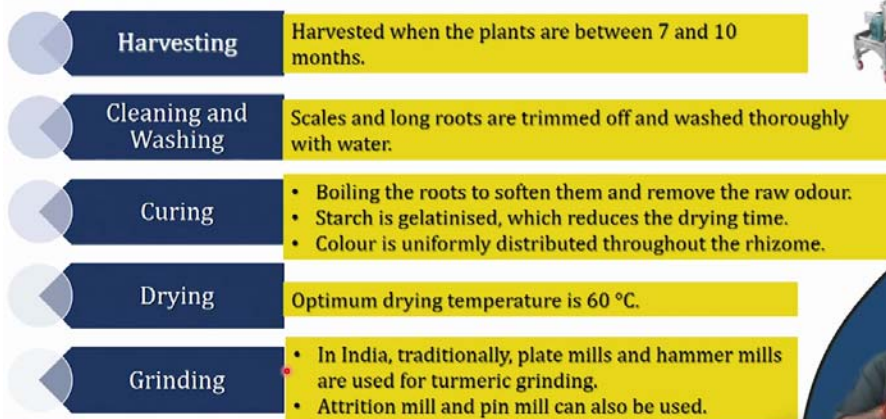 Harvesting
Harvested when the plants are between 7 and 10
months.
Cleaning and
Washing
Scales and long roots are trimmed off and washed thoroughly
with water.
Curing
• Boiling the roots to soften them and remove the raw odour.
• Starch is gelatinised, which reduces the drying time.
• Colour is uniformly distributed throughout the rhizome.
Drying
Optimum drying temperature is 60 °C.
Grinding
• In India, traditionally, plate mills and hammer mills
are used for turmeric grinding.
• Attrition mill and pin mill can also be used.